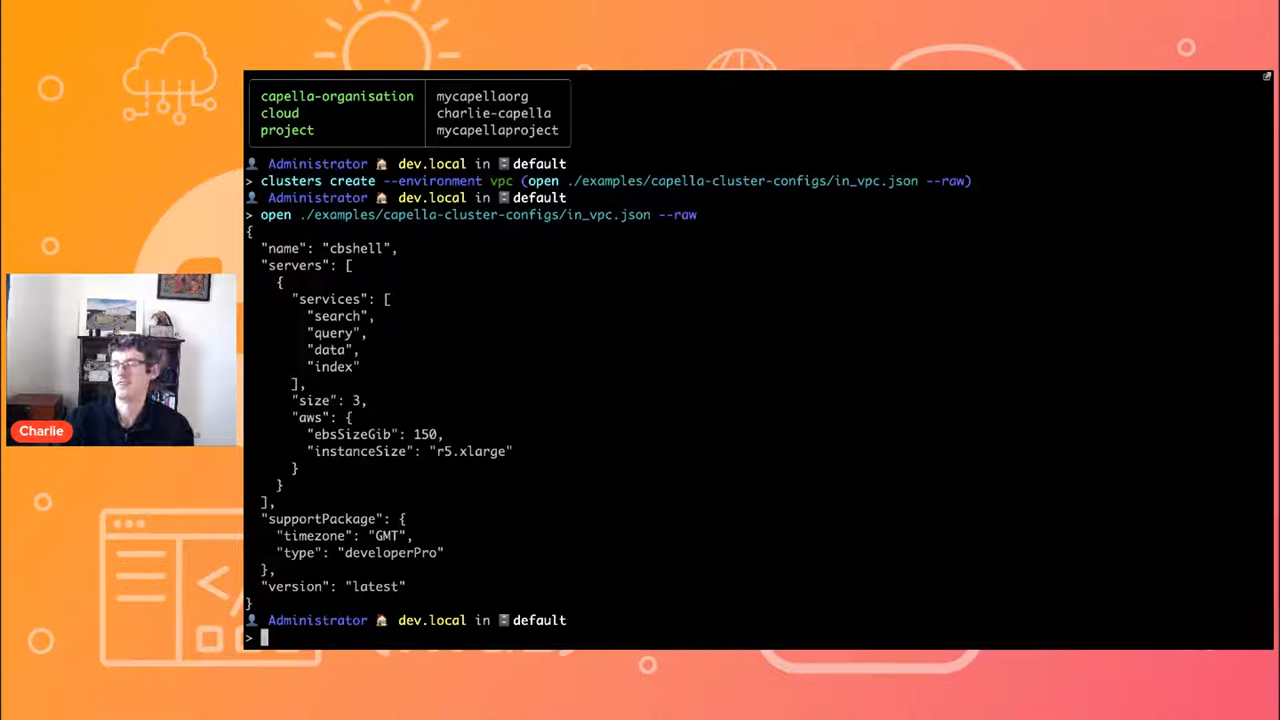 capella-organisation mycapellaorg
cloud charlie-capella
project mycapellaproject
Administrator dev.local in default
> clusters create --environment vpc (open ./examples/capella-cluster-configs/in_vpc.json --raw)
Administrator dev.local in default
> open ./examples/capella-cluster-configs/in_vpc.json --raw
{
"name": "cbshell",
"servers": [
{
"services": [
"search",
"query",
"data",
"index"
],
"size": 3,
"aws": {
"ebsSizeGib": 150,
"instanceSize": "r5.xlarge"
}
}
],
"supportPackage": {
"timezone": "GMT",
"type": "developerPro"
},
"version": "latest"
}
Administrator dev.local in default
>
Charlie